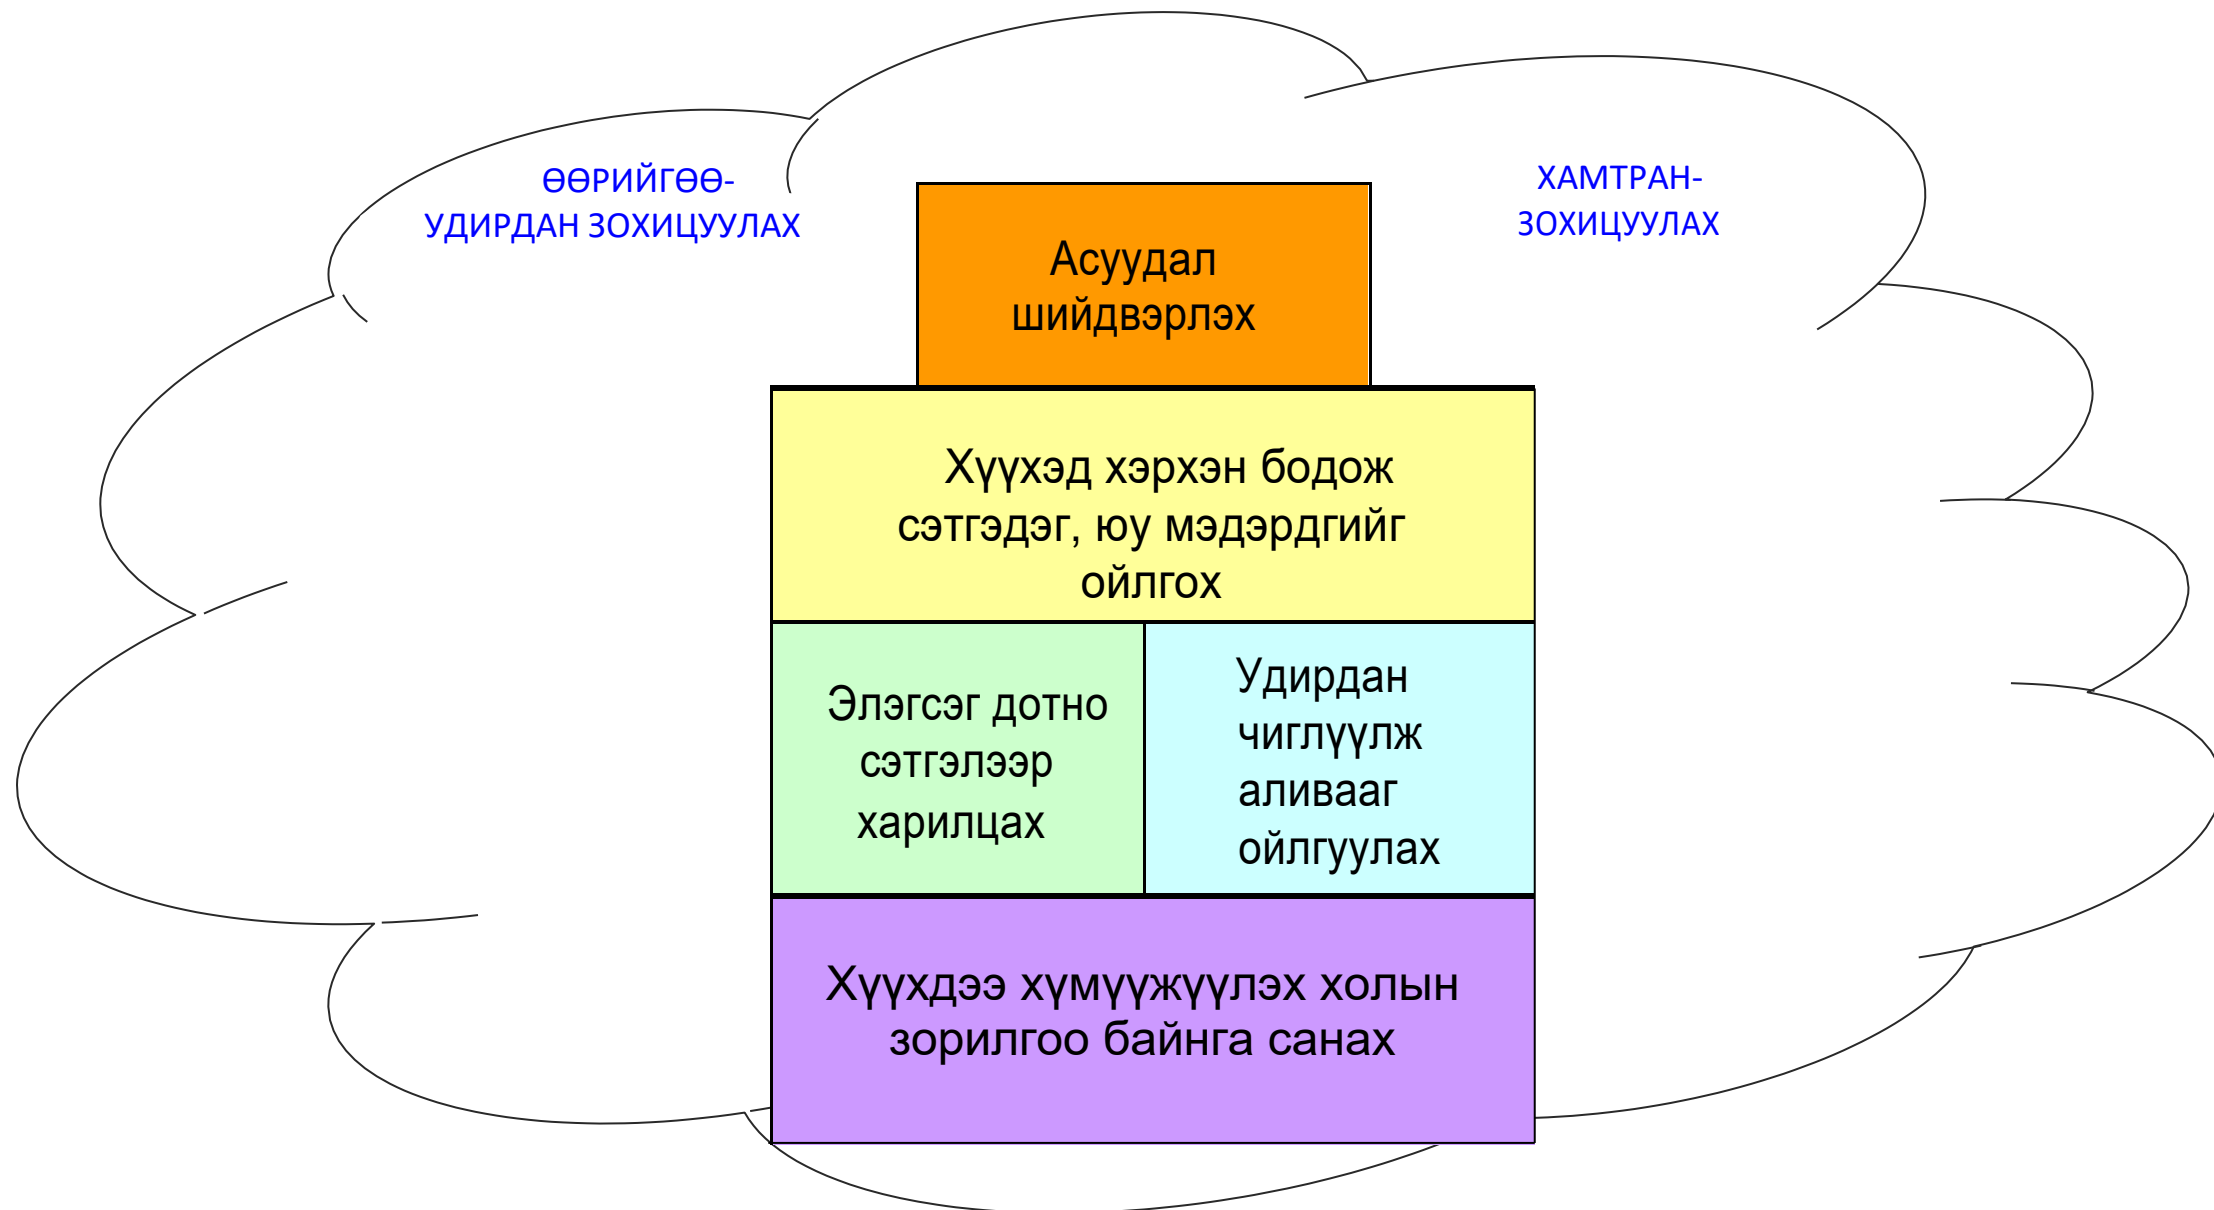 ӨӨРИЙГӨӨ-
УДИРДАН ЗОХИЦУУЛАХ
ХАМТРАН-
ЗОХИЦУУЛАХ
Асуудал
шийдвэрлэх
Хүүхэд хэрхэн бодож
сэтгэдэг, юу мэдэрдгийг
ойлгох
Элэгсэг дотно
сэтгэлээр
харилцах
Удирдан
чиглүүлж
аливааг
ойлгуулах
Хүүхдээ хүмүүжүүлэх холын
зорилгоо байнга санах